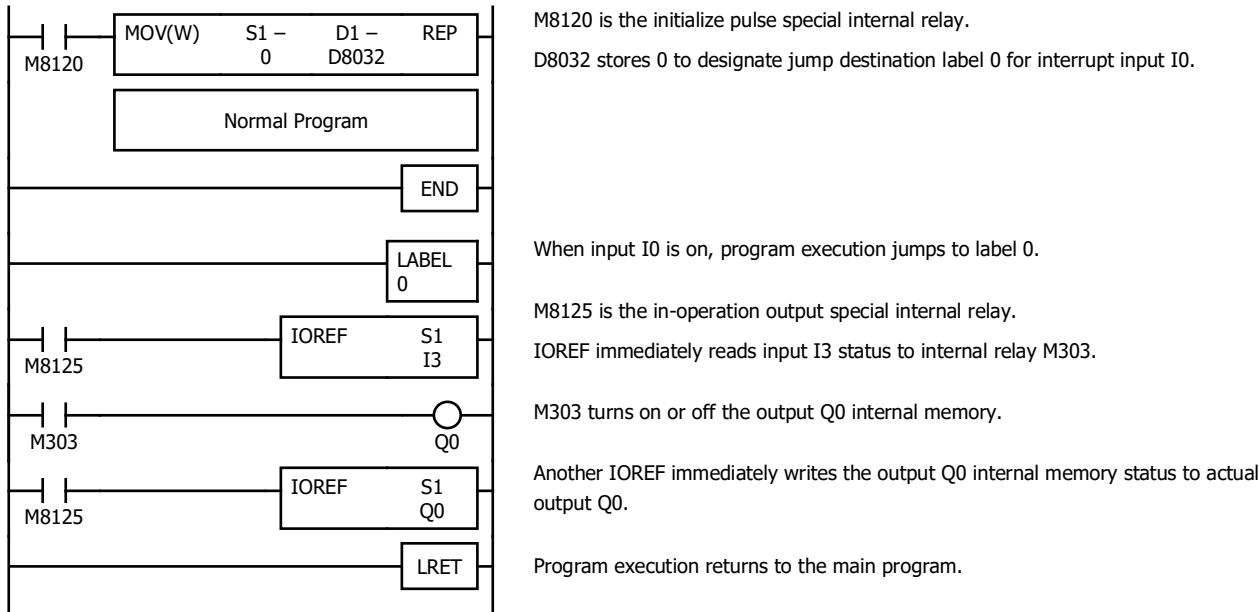 MOV(W) S1 – D1 – REP
0 D8032
M8120
M8120 is the initialize pulse special internal relay.
D8032 stores 0 to designate jump destination label 0 for interrupt input I0.
Normal Program
END
LABEL
0
When input I0 is on, program execution jumps to label 0.
M8125 is the in-operation output special internal relay.
IOREF S1
I3
M8125
IOREF immediately reads input I3 status to internal relay M303.
M303
Q0
M303 turns on or off the output Q0 internal memory.
IOREF S1
Q0
M8125
Another IOREF immediately writes the output Q0 internal memory status to actual
output Q0.
LRET
Program execution returns to the main program.